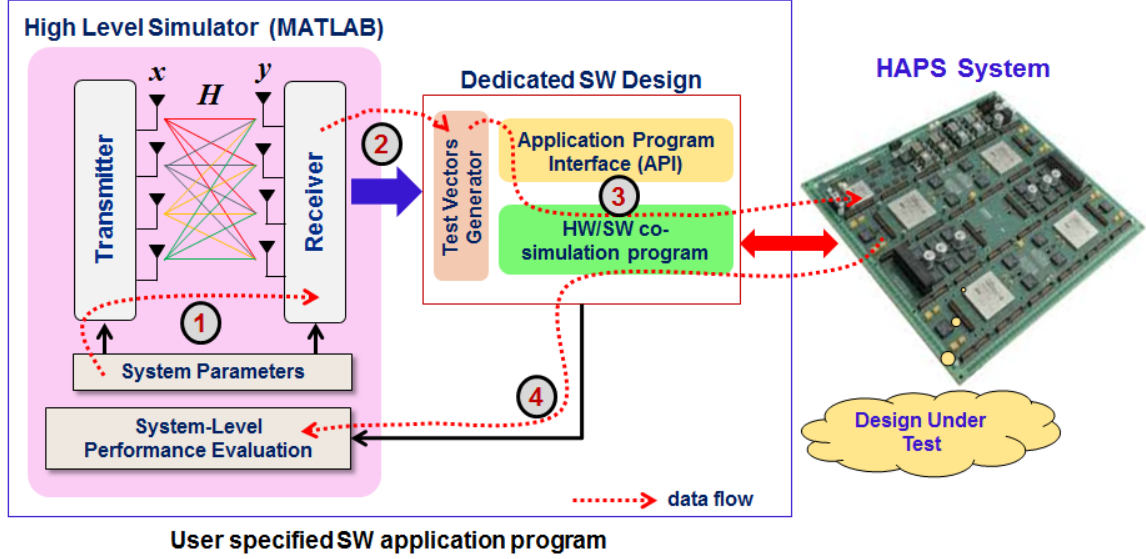 High Level Simulator (MATLAB)
x
H
y
Transmitter
Receiver
1
System Parameters
System-Level
Performance Evaluation
2
Dedicated SW Design
Test Vectors
Generator
Application Program
Interface (API)
3
HW/SW co-
simulation program
4
data flow
HAPS System
Design Under
Test
User specified SW application program